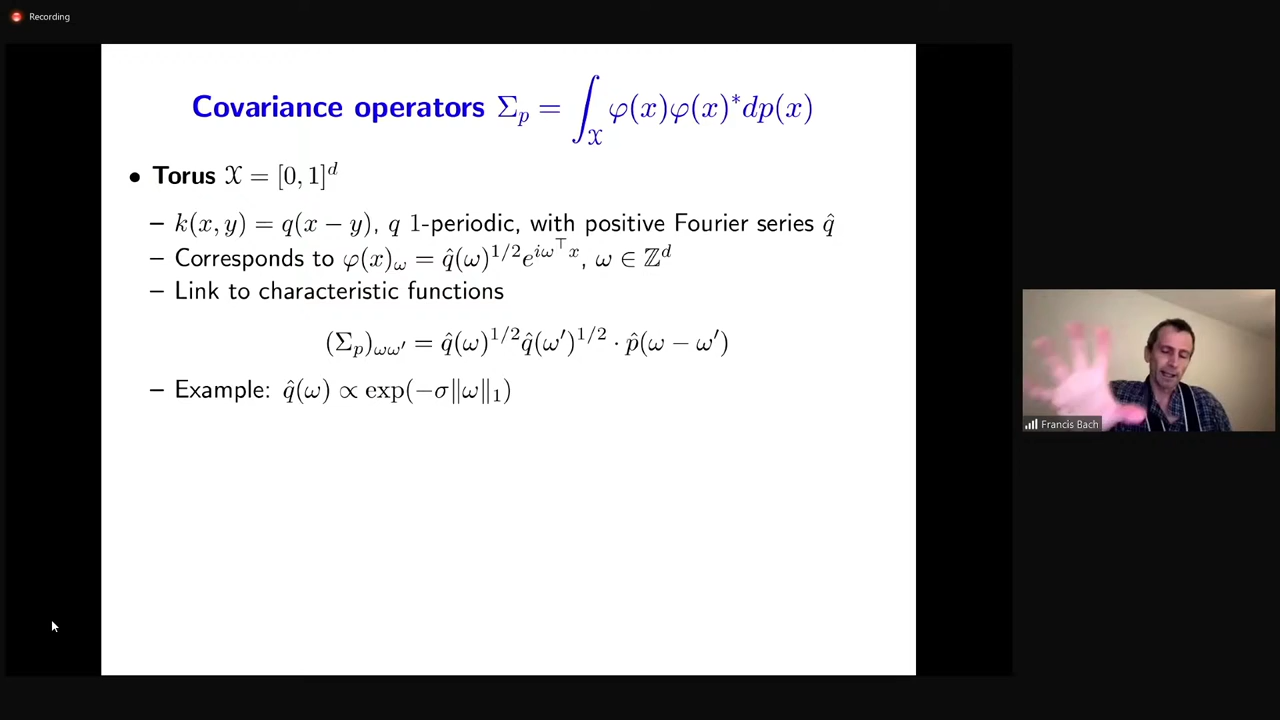 Recording
Covariance operators Σ_p = ∫_𝒳 φ(x)φ(x)*dp(x)
• Torus 𝒳 = [0, 1]^d
– k(x, y) = q(x − y), q 1-periodic, with positive Fourier series q̂
– Corresponds to φ(x)_ω = q̂(ω)^{1/2}e^{iω^⊤x}, ω ∈ ℤ^d
– Link to characteristic functions
(Σ_p)_{ωω′} = q̂(ω)^{1/2}q̂(ω′)^{1/2} · p̂(ω − ω′)
– Example: q̂(ω) ∝ exp(−σ‖ω‖₁)
Francis Bach